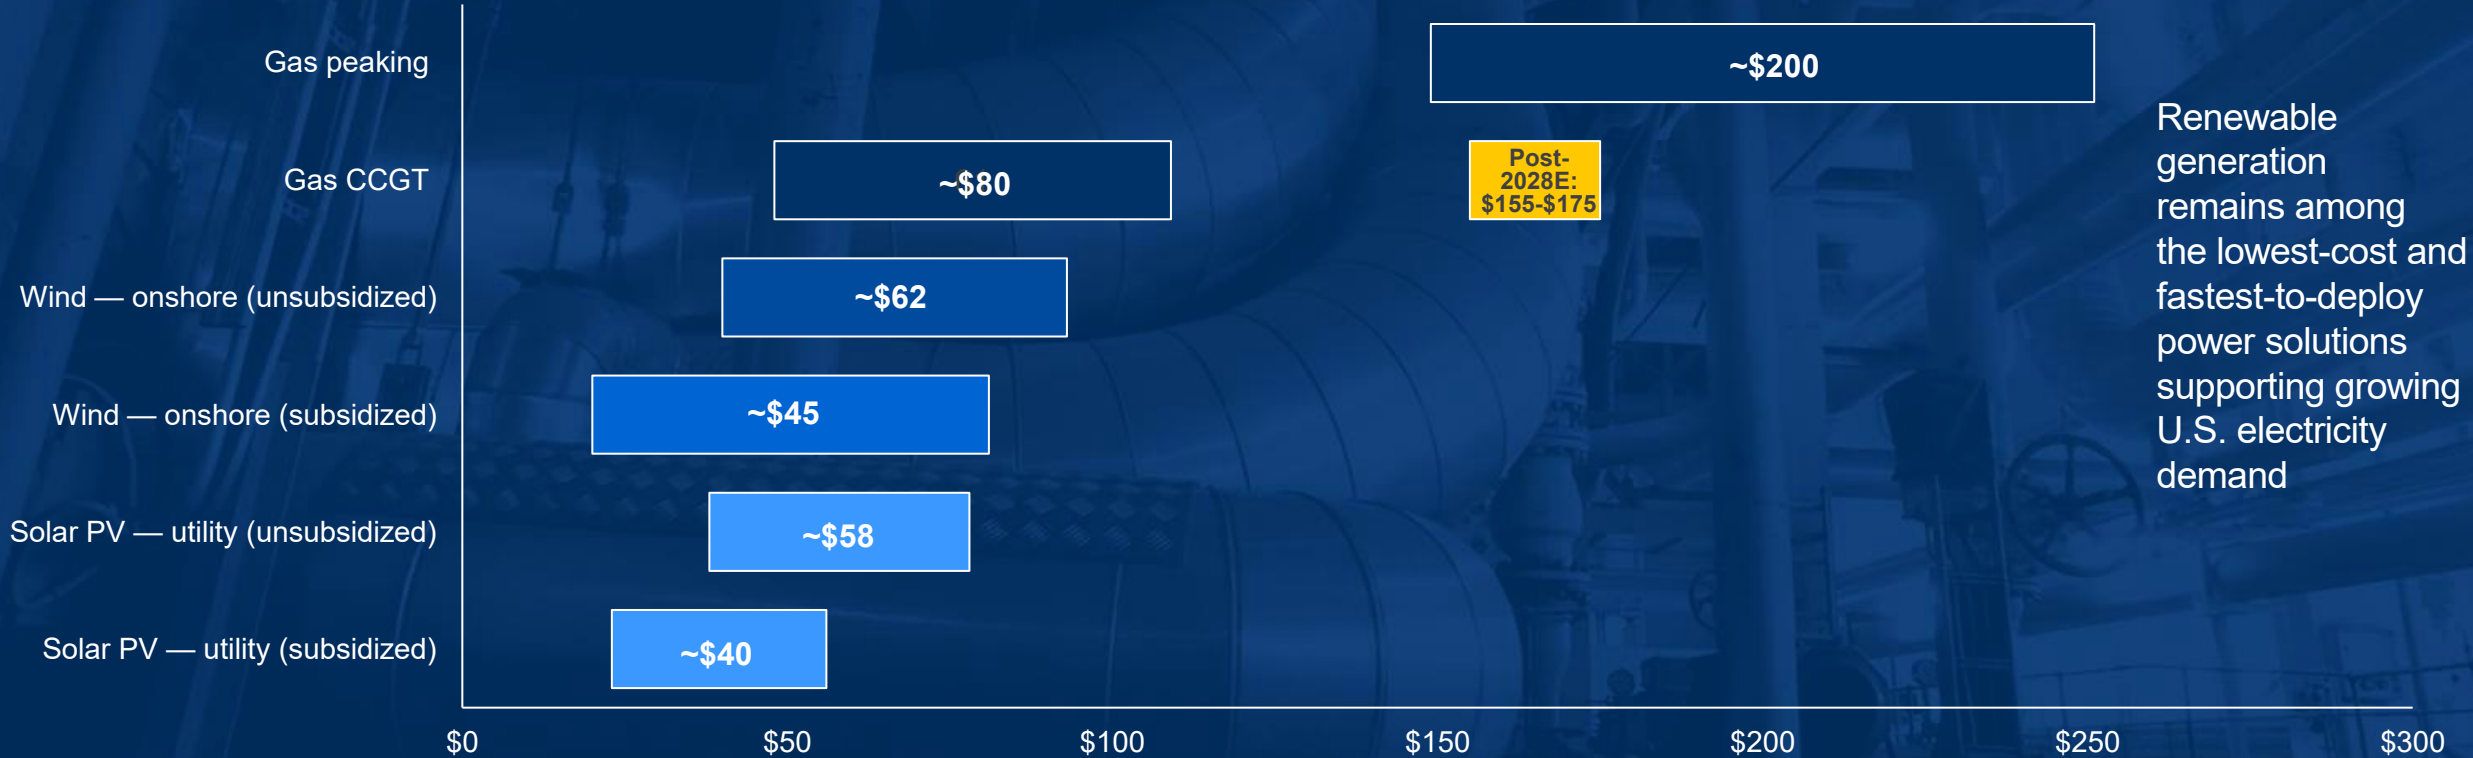 Gas peaking
~$200
Gas CCGT
~$80
Post-
2028E:
$155-$175
Wind — onshore (unsubsidized)
~$62
Wind — onshore (subsidized)
~$45
Solar PV — utility (unsubsidized)
~$58
Solar PV — utility (subsidized)
~$40
$0
$50
$100
$150
$200
$250
$300
Renewable
generation
remains among
the lowest-cost and
fastest-to-deploy
power solutions
supporting growing
U.S. electricity
demand